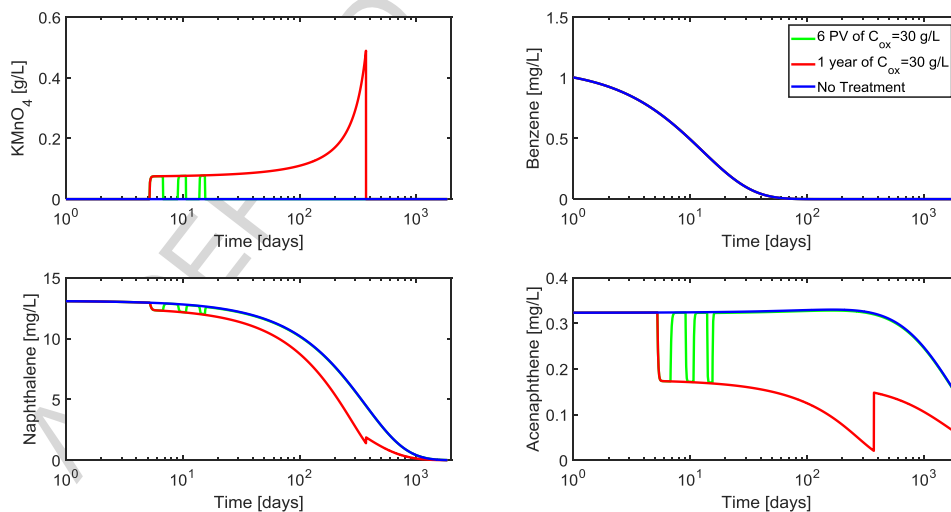 0.6
0.4
0.2
0
KMnO4 [g/L]
10^0 10^1 10^2 10^3
Time [days]
1.5
1
0.5
0
Benzene [mg/L]
6 PV of Cox=30 g/L
1 year of Cox=30 g/L
No Treatment
10^0 10^1 10^2 10^3
Time [days]
15
10
5
0
Naphthalene [mg/L]
10^0 10^1 10^2 10^3
Time [days]
0.4
0.3
0.2
0.1
0
Acenaphthene [mg/L]
10^0 10^1 10^2 10^3
Time [days]